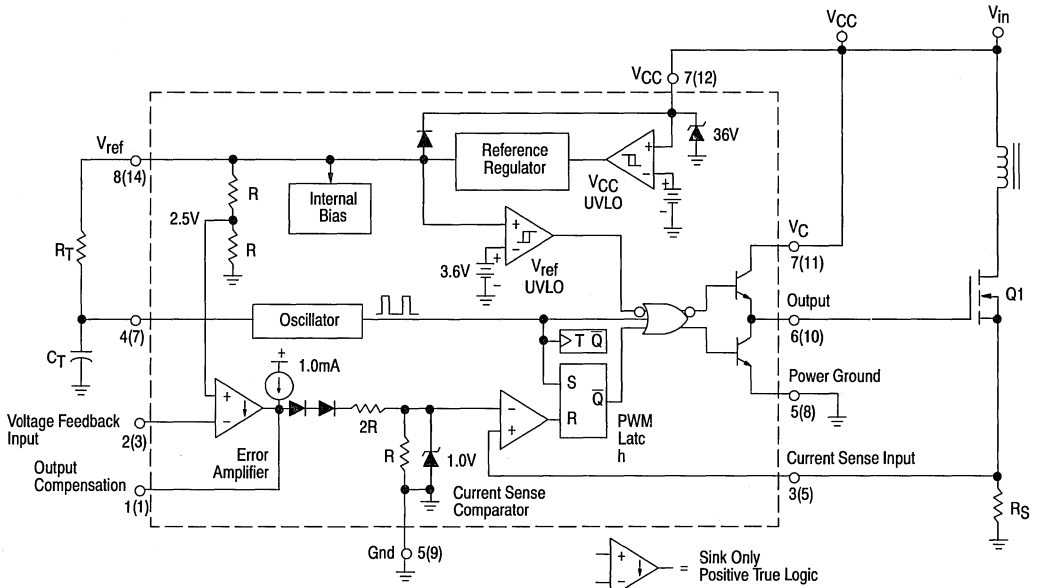 VCC
Vin
VCC 7(12)
Vref
8(14)
36V
Reference
Regulator
VCC
UVLO
R
Internal
Bias
2.5V
R
RT
3.6V
Vref
UVLO
VC
7(11)
Q1
Oscillator
Output
6(10)
4(7)
T Q̅
CT
1.0mA
S
Q̅
R
PWM
Latc
h
Power Ground
5(8)
Voltage Feedback
Input
2(3)
Error
Amplifier
2R
R
1.0V
Current Sense
Comparator
Current Sense Input
3(5)
Output
Compensation
1(1)
RS
Gnd 5(9)
= Sink Only
Positive True Logic